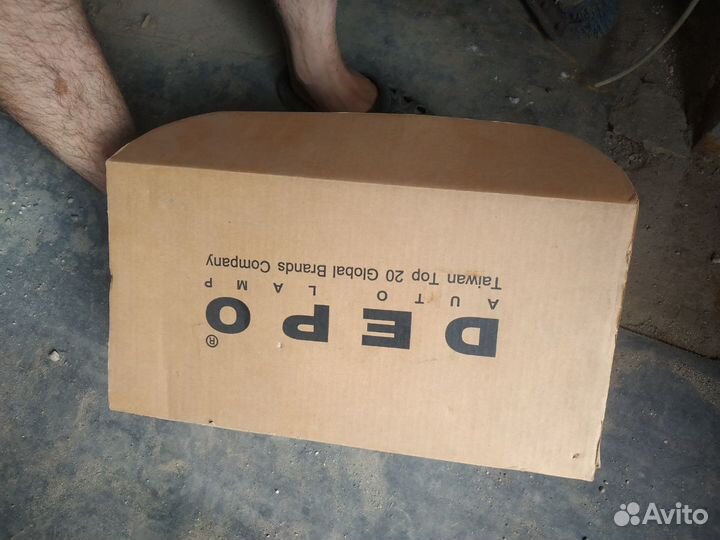 DEPO®
AUTO LAMP
Taiwan Top 20 Global Brands Company
Avito